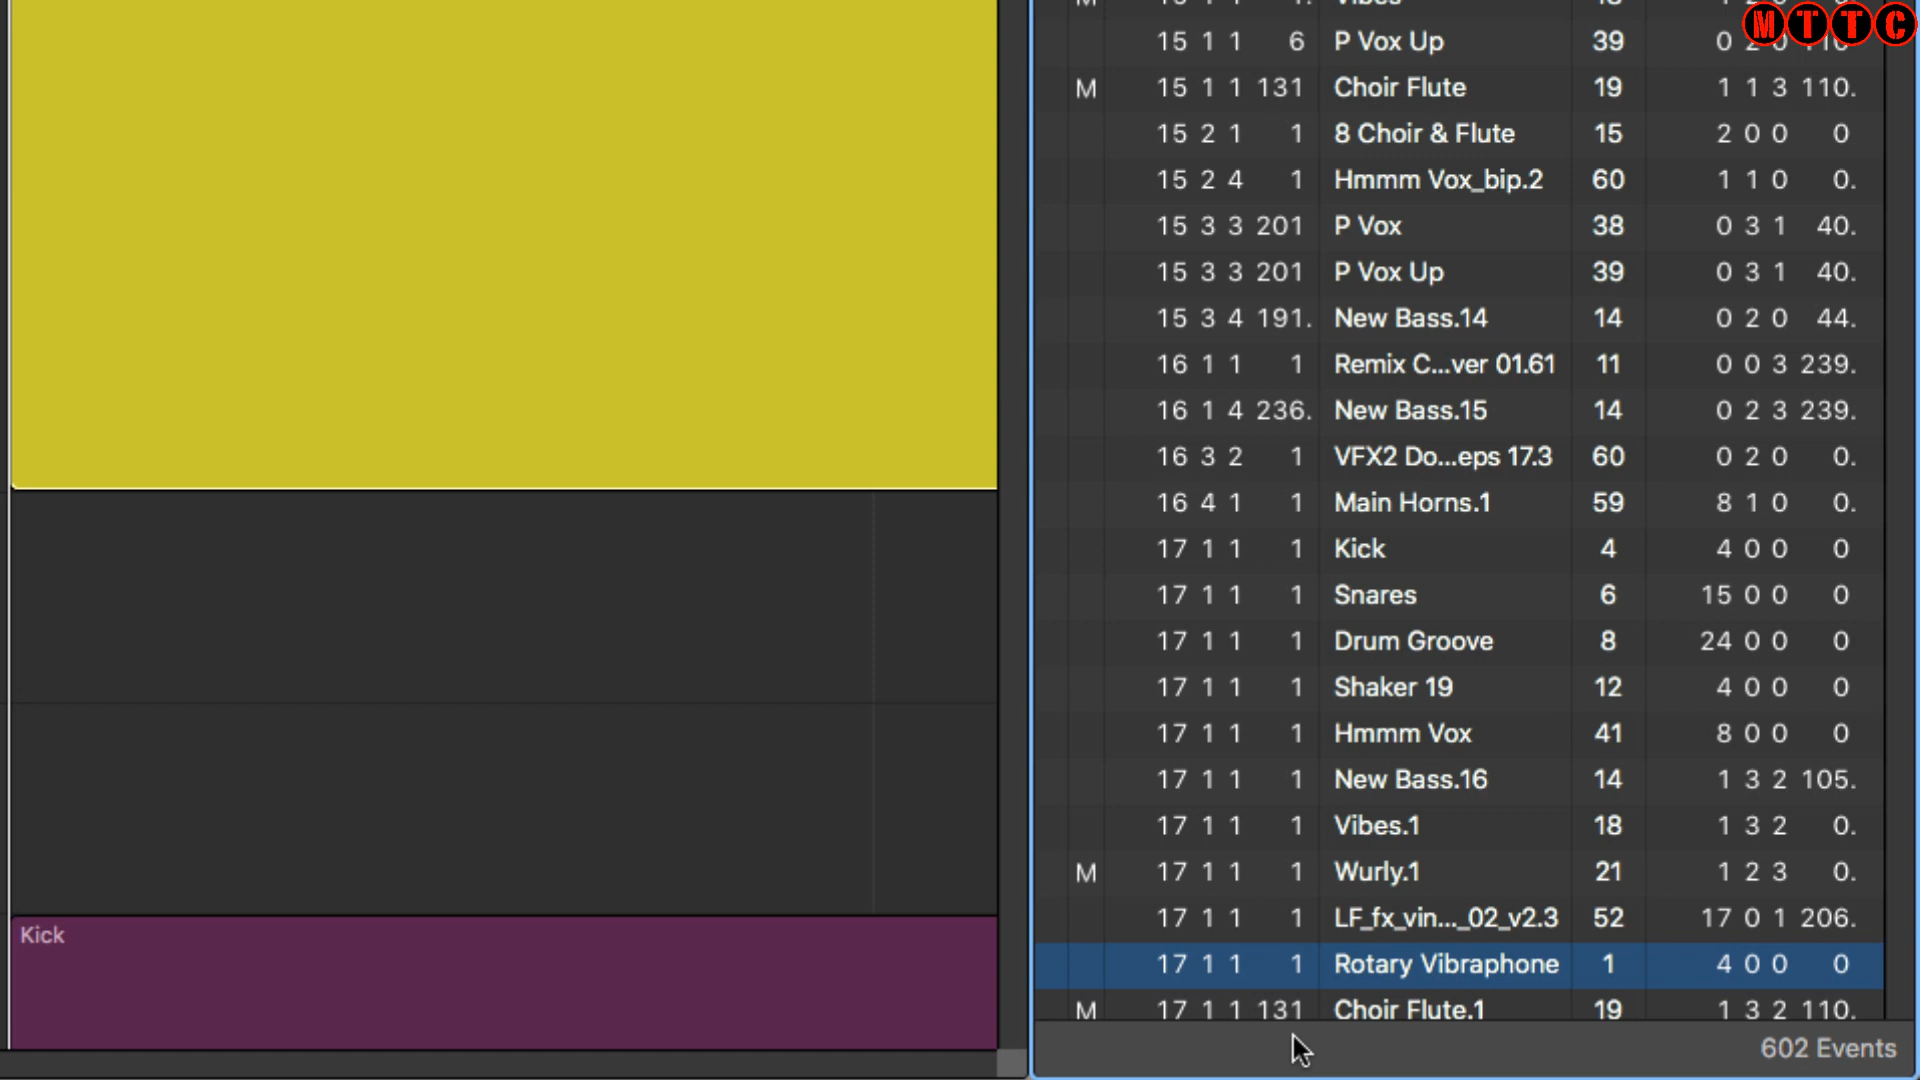 MTTC
15 1 1 6 P Vox Up 39 0 2 0 110
M 15 1 1 131 Choir Flute 19 1 1 3 110.
15 2 1 1 8 Choir & Flute 15 2 0 0 0
15 2 4 1 Hmmm Vox_bip.2 60 1 1 0 0.
15 3 3 201 P Vox 38 0 3 1 40.
15 3 3 201 P Vox Up 39 0 3 1 40.
15 3 4 191. New Bass.14 14 0 2 0 44.
16 1 1 1 Remix C...ver 01.61 11 0 0 3 239.
16 1 4 236. New Bass.15 14 0 2 3 239.
16 3 2 1 VFX2 Do...eps 17.3 60 0 2 0 0.
16 4 1 1 Main Horns.1 59 8 1 0 0.
17 1 1 1 Kick 4 4 0 0 0
17 1 1 1 Snares 6 15 0 0 0
17 1 1 1 Drum Groove 8 24 0 0 0
17 1 1 1 Shaker 19 12 4 0 0 0
17 1 1 1 Hmmm Vox 41 8 0 0 0
17 1 1 1 New Bass.16 14 1 3 2 105.
17 1 1 1 Vibes.1 18 1 3 2 0.
M 17 1 1 1 Wurly.1 21 1 2 3 0.
17 1 1 1 LF_fx_vin..._02_v2.3 52 17 0 1 206.
17 1 1 1 Rotary Vibraphone 1 4 0 0 0
M 17 1 1 131 Choir Flute.1 19 1 3 2 110.
602 Events
Kick